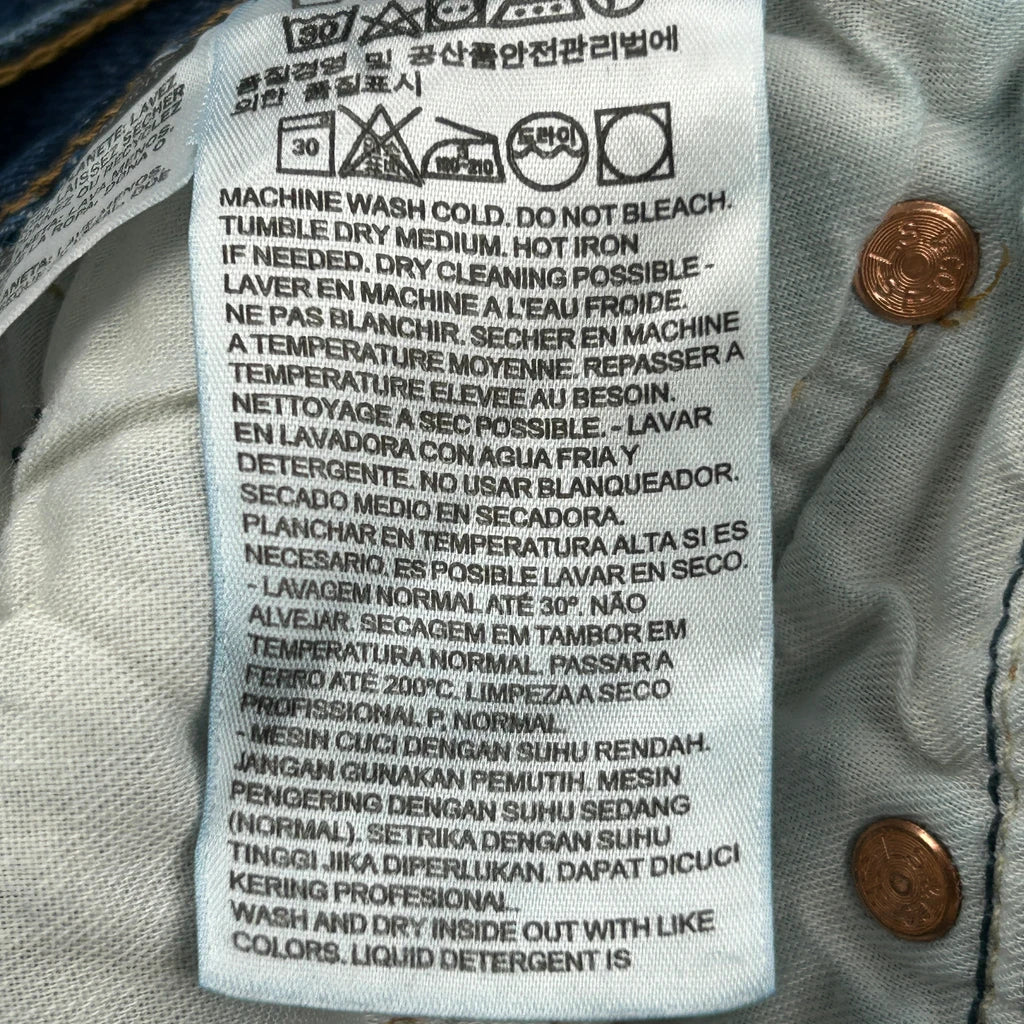 30
품질경영 및 공산품안전관리법에
의한 품질표시
30
180~210
드라이
MACHINE WASH COLD. DO NOT BLEACH.
TUMBLE DRY MEDIUM. HOT IRON
IF NEEDED. DRY CLEANING POSSIBLE -
LAVER EN MACHINE A L'EAU FROIDE.
NE PAS BLANCHIR. SECHER EN MACHINE
A TEMPERATURE MOYENNE. REPASSER A
TEMPERATURE ELEVEE AU BESOIN.
NETTOYAGE A SEC POSSIBLE. - LAVAR
EN LAVADORA CON AGUA FRIA Y
DETERGENTE. NO USAR BLANQUEADOR.
SECADO MEDIO EN SECADORA.
PLANCHAR EN TEMPERATURA ALTA SI ES
NECESARIO. ES POSIBLE LAVAR EN SECO.
- LAVAGEM NORMAL ATÉ 30º. NÃO
ALVEJAR. SECAGEM EM TAMBOR EM
TEMPERATURA NORMAL. PASSAR A
FERRO ATÉ 200ºC. LIMPEZA A SECO
PROFISSIONAL P, NORMAL
- MESIN CUCI DENGAN SUHU RENDAH.
JANGAN GUNAKAN PEMUTIH. MESIN
PENGERING DENGAN SUHU SEDANG
(NORMAL). SETRIKA DENGAN SUHU
TINGGI JIKA DIPERLUKAN. DAPAT DICUCI
KERING PROFESIONAL.
WASH AND DRY INSIDE OUT WITH LIKE
COLORS. LIQUID DETERGENT IS